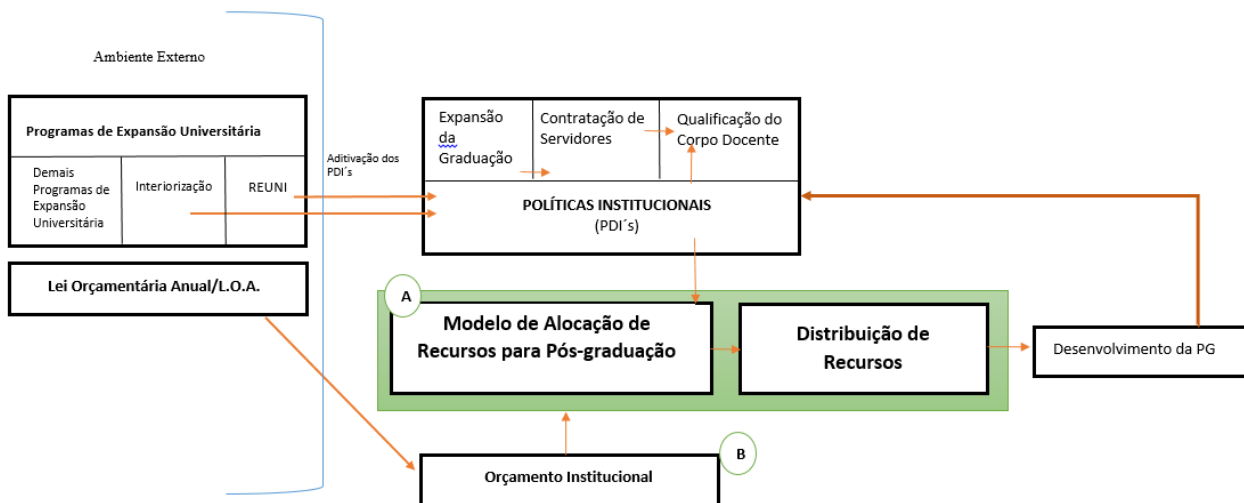 Ambiente Externo
Programas de Expansão Universitária
Demais
Programas de
Expansão
Universitária
Interiorização
REUNI
Lei Orçamentária Anual/L.O.A.
Aditivação dos
PDI´s
Expansão
da
Graduação
Contratação de
Servidores
Qualificação do
Corpo Docente
POLÍTICAS INSTITUCIONAIS
(PDI´s)
A
Modelo de Alocação de
Recursos para Pós-graduação
Distribuição de
Recursos
Desenvolvimento da PG
B
Orçamento Institucional